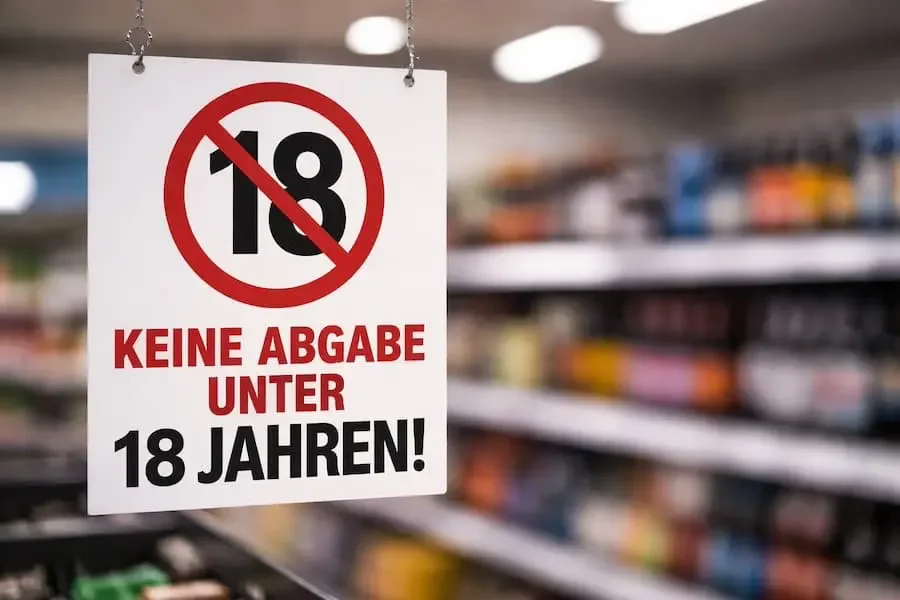 18
KEINE ABGABE
UNTER
18 JAHREN!